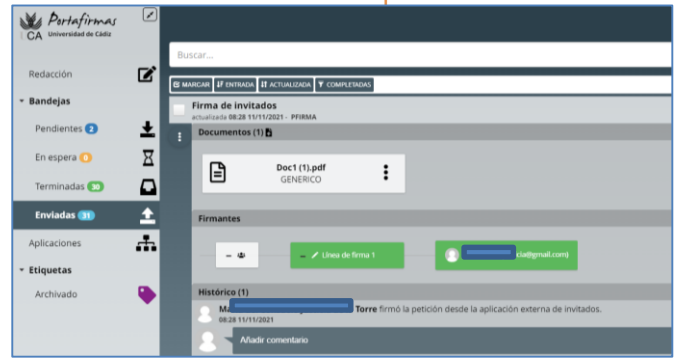 Portafirmas
UCA Universidad de Cádiz
Buscar...
Redacción
MARCAR ENTRADA ACTUALIZADA COMPLETADAS
Bandejas
Firma de invitados
actualizada 08:28 11/11/2021 - PFIRMA
Pendientes 2
Documentos (1)
En espera 0
Doc1 (1).pdf
GENERICO
Terminadas 30
Enviadas 31
Firmantes
Aplicaciones
Línea de firma 1
cia@gmail.com)
Etiquetas
Archivado
Histórico (1)
Ma Torre firmó la petición desde la aplicación externa de invitados.
08:28 11/11/2021
Añadir comentario